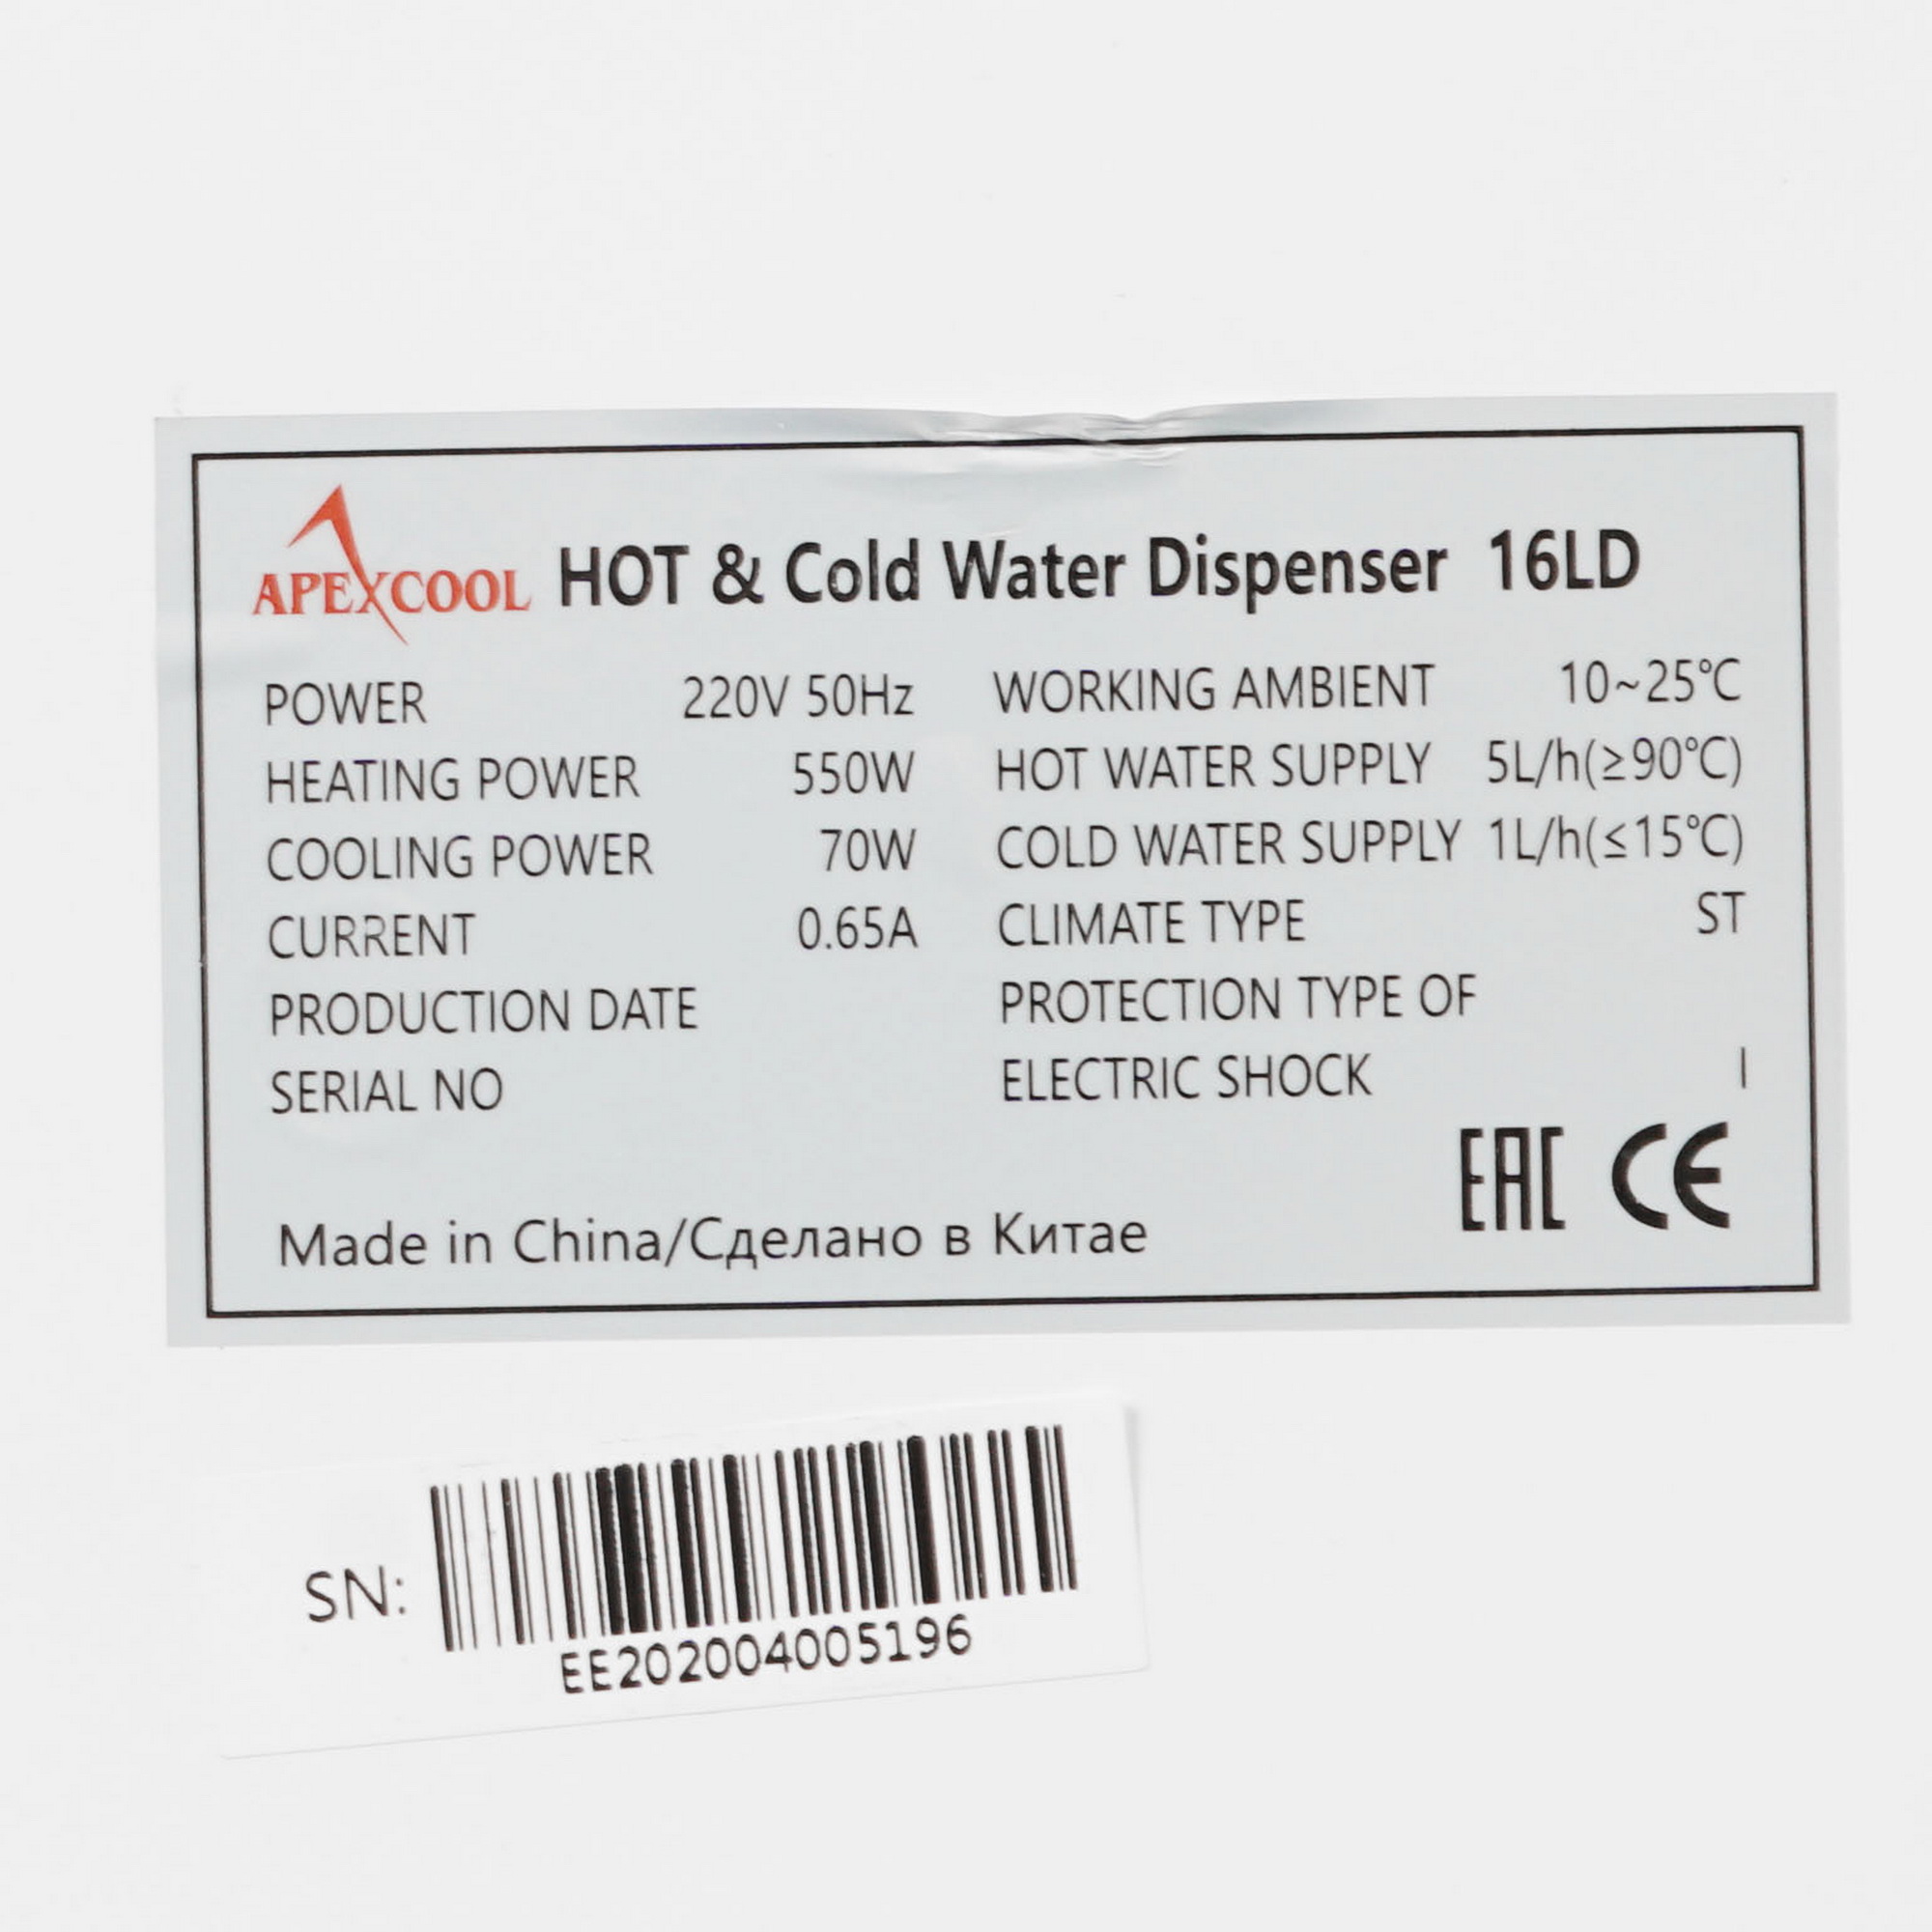 APEXCOOL HOT & Cold Water Dispenser 16LD
POWER 220V 50Hz
HEATING POWER 550W
COOLING POWER 70W
CURRENT 0.65A
PRODUCTION DATE
SERIAL NO
WORKING AMBIENT 10~25℃
HOT WATER SUPPLY 5L/h(≥90℃)
COLD WATER SUPPLY 1L/h(≤15℃)
CLIMATE TYPE ST
PROTECTION TYPE OF
ELECTRIC SHOCK I
EAC CE
Made in China/Сделано в Китае
SN:
EE202004005196